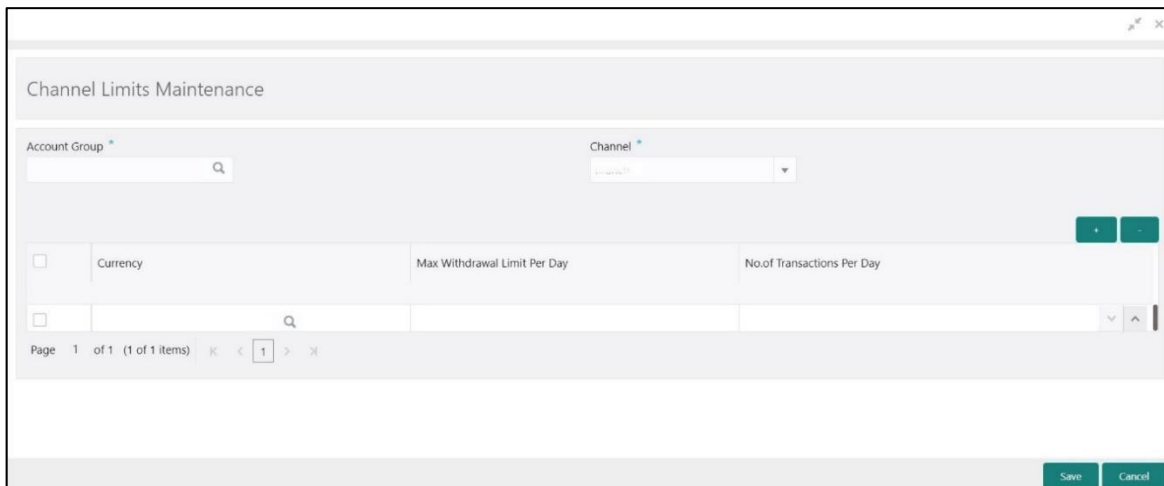 Channel Limits Maintenance
Account Group *
Channel *
+ -
Currency Max Withdrawal Limit Per Day No.of Transactions Per Day
Page 1 of 1 (1 of 1 items) K < 1 > >|
Save Cancel